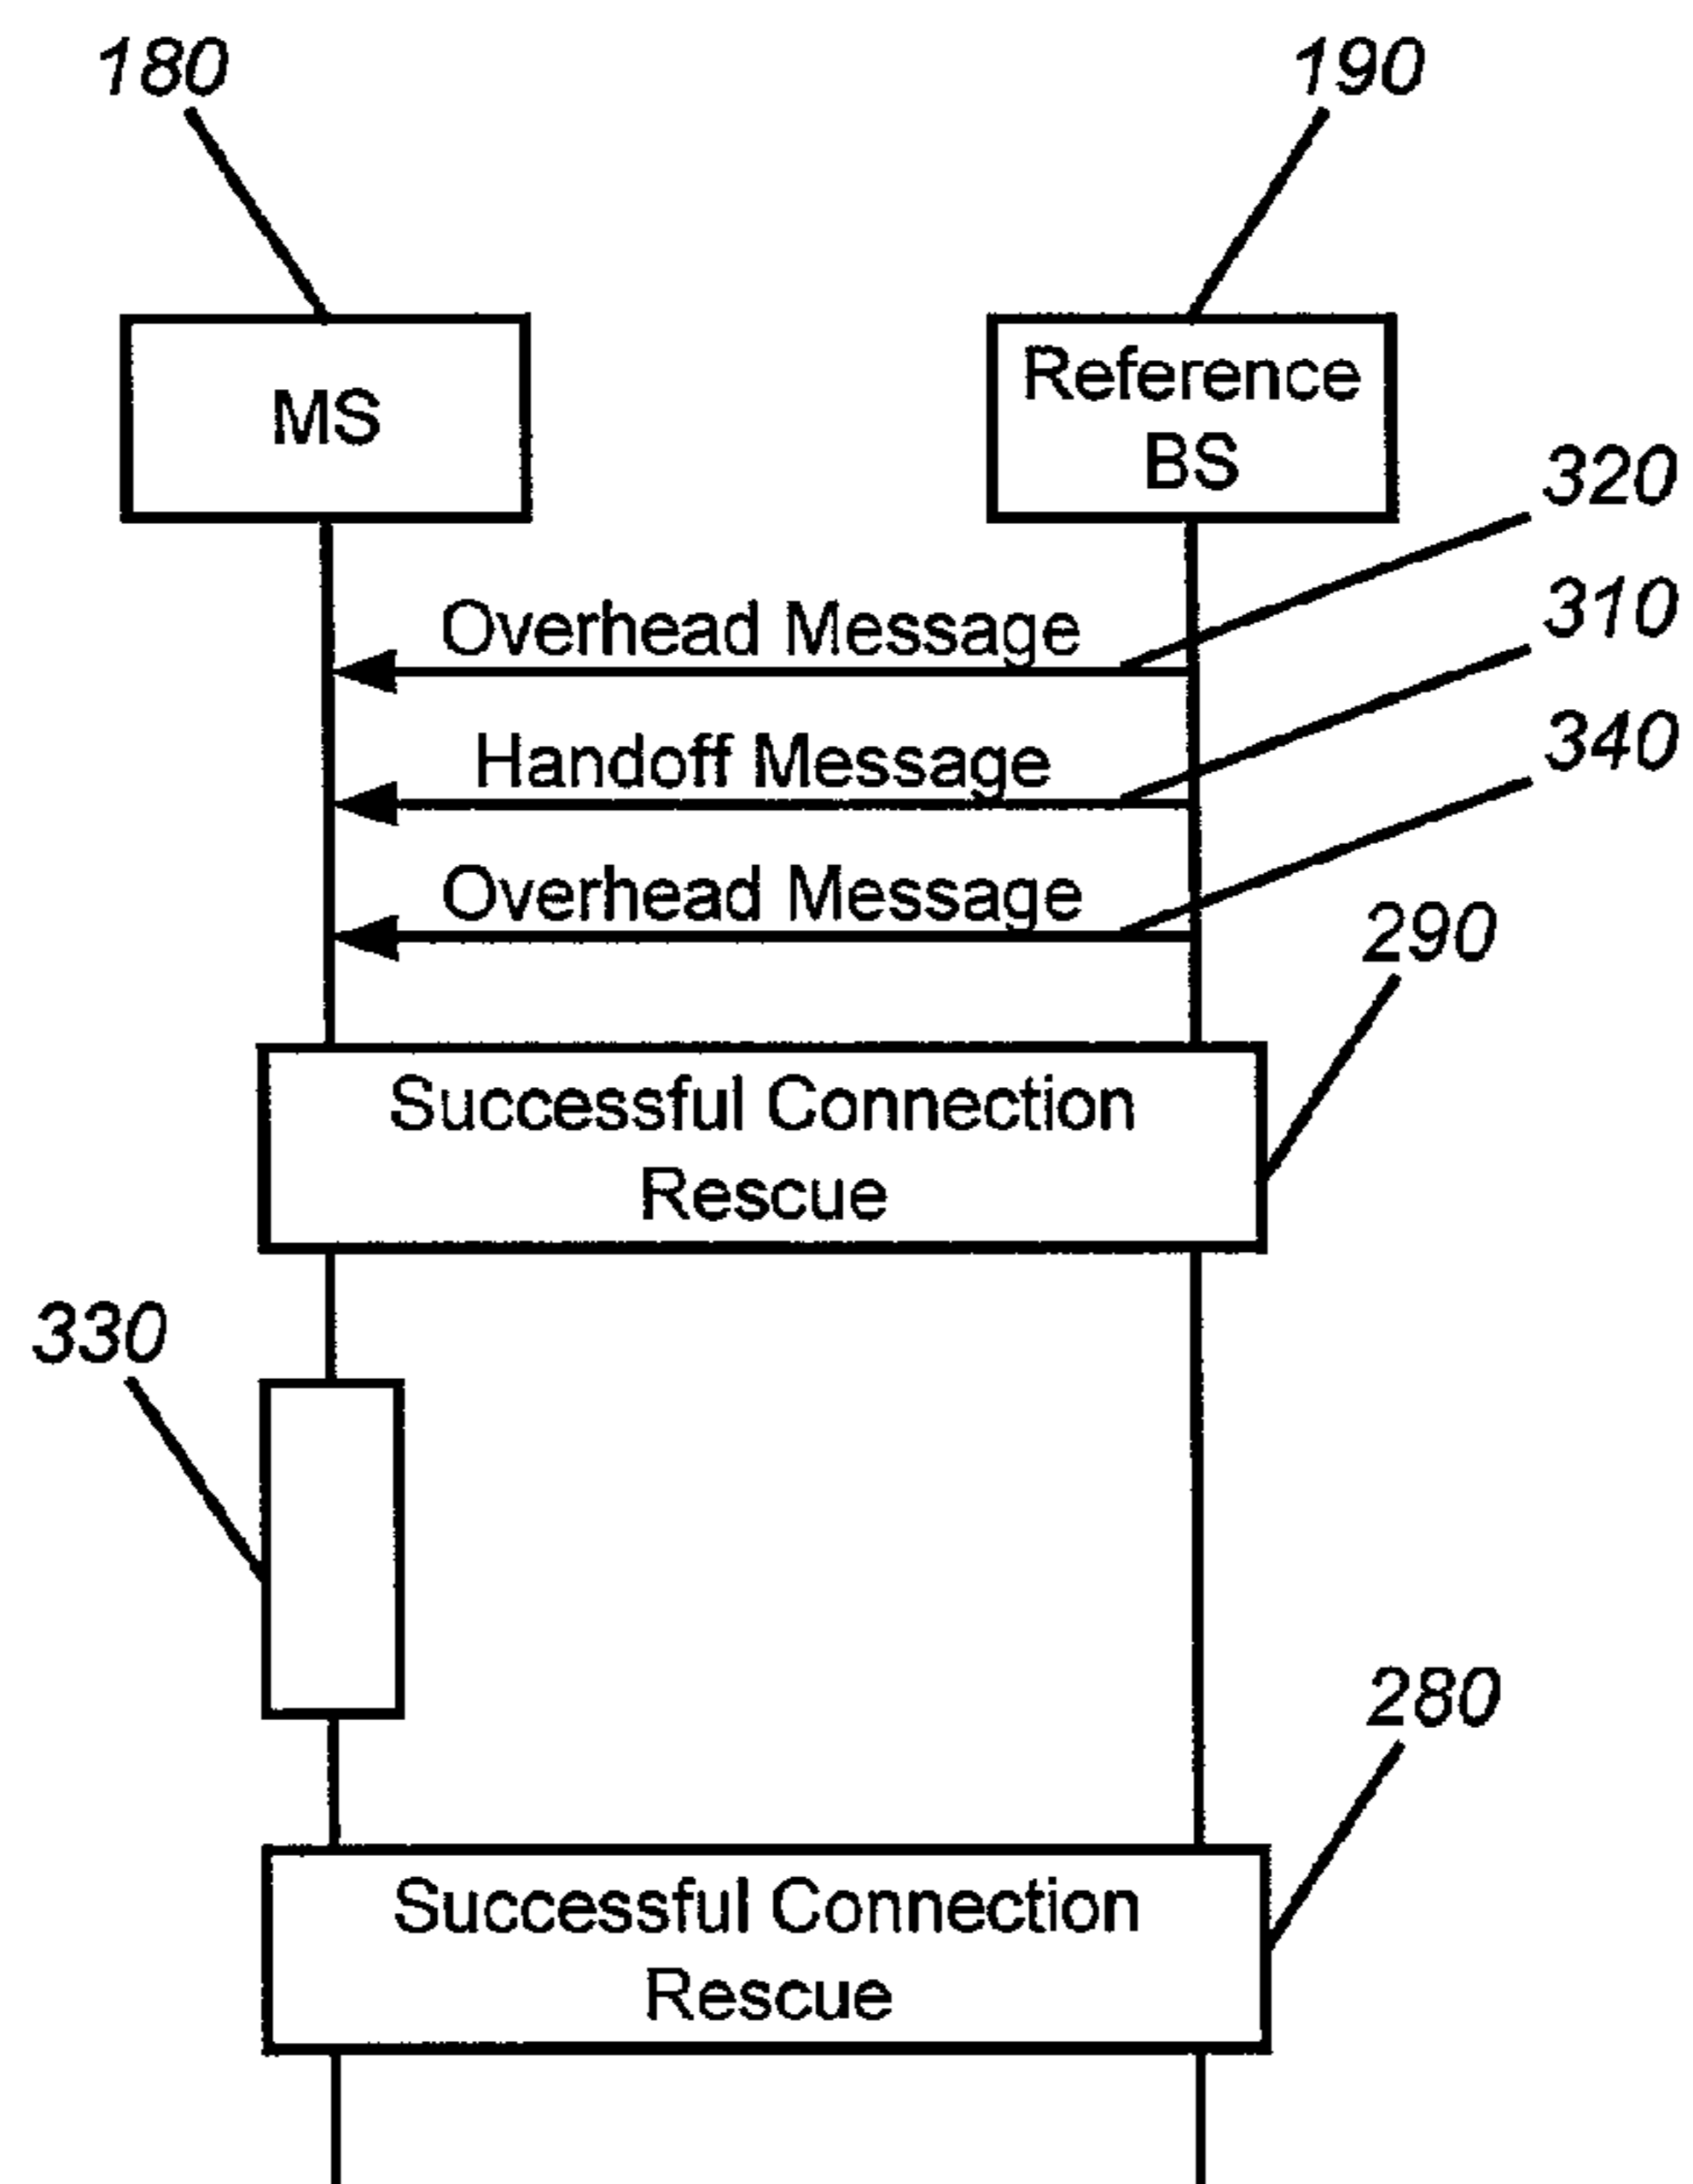 180
190
MS
Reference
BS
320
Overhead Message
310
Handoff Message
340
Overhead Message
290
Successful Connection
Rescue
330
280
Successful Connection
Rescue